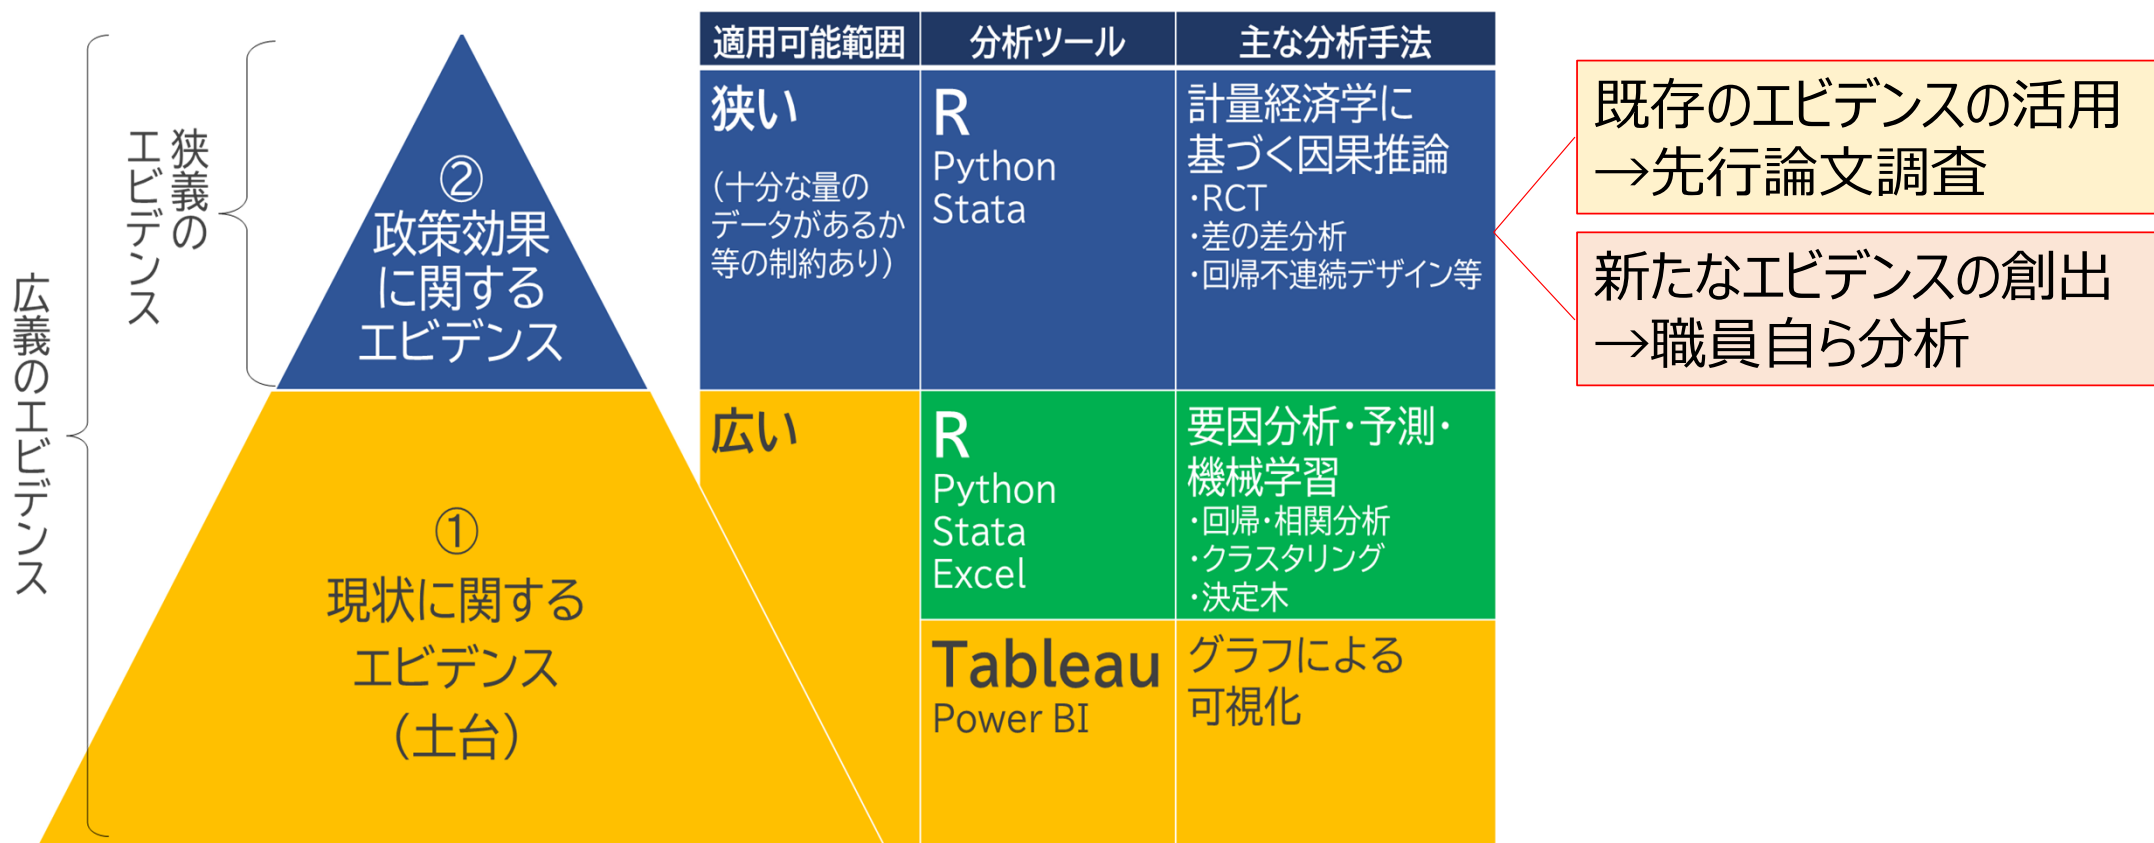 広義のエビデンス
狭義の
エビデンス
②
政策効果
に関する
エビデンス
①
現状に関する
エビデンス
(土台)
適用可能範囲
分析ツール
主な分析手法
狭い
(十分な量の
データがあるか
等の制約あり)
R
Python
Stata
計量経済学に
基づく因果推論
・RCT
・差の差分析
・回帰不連続デザイン等
広い
R
Python
Stata
Excel
要因分析・予測・
機械学習
・回帰・相関分析
・クラスタリング
・決定木
Tableau
Power BI
グラフによる
可視化
既存のエビデンスの活用
→先行論文調査
新たなエビデンスの創出
→職員自ら分析